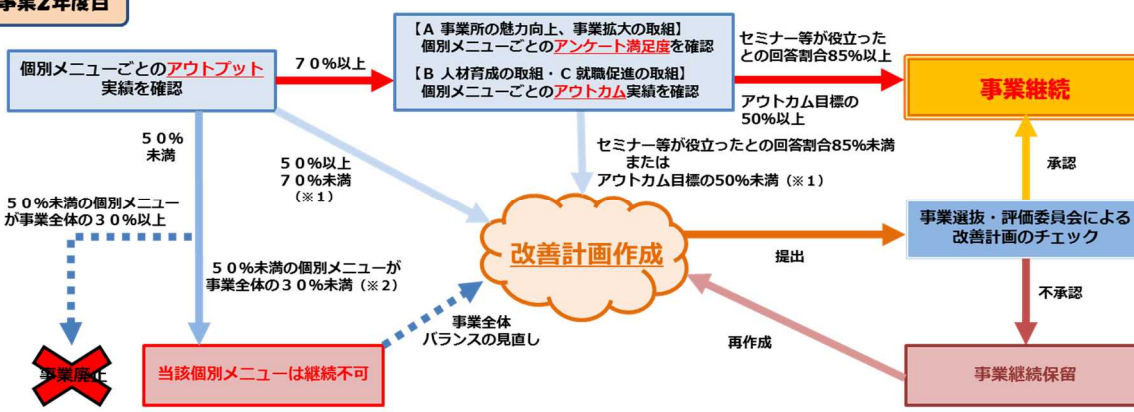 事業2年度目
個別メニューごとのアウトプット
実績を確認
70%以上
【A 事業所の魅力向上、事業拡大の取組】
個別メニューごとのアンケート満足度を確認
【B 人材育成の取組・C 就職促進の取組】
個別メニューごとのアウトカム実績を確認
セミナー等が役立った
との回答割合85%以上
アウトカム目標の
50%以上
事業継続
50%
未満
50%以上
70%未満
(※1)
セミナー等が役立ったとの回答割合85%未満
または
アウトカム目標の50%未満(※1)
承認
50%未満の個別メニュー
が事業全体の30%以上
事業選抜・評価委員会による
改善計画のチェック
改善計画作成
提出
50%未満の個別メニューが
事業全体の30%未満(※2)
不承認
事業全体
バランスの見直し
再作成
事業廃止
当該個別メニューは継続不可
事業継続保留